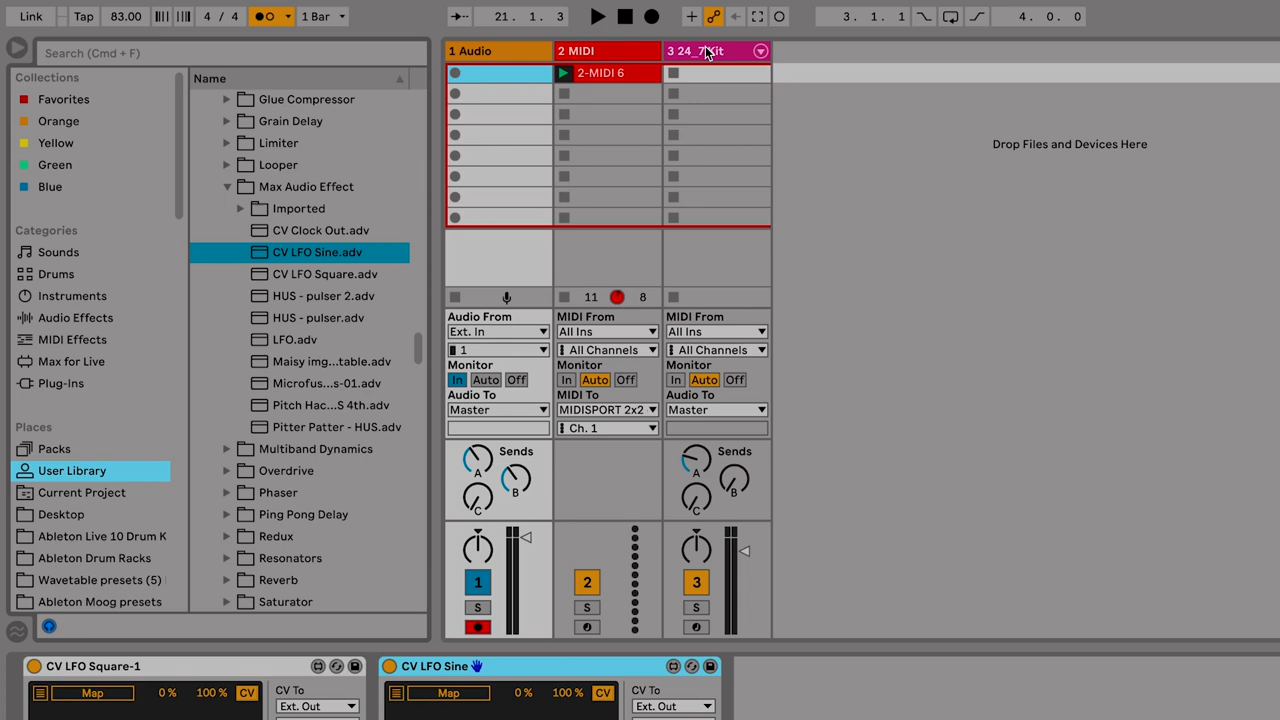 Link Tap 83.00 4 / 4 1 Bar 21. 1. 3 3. 1. 1 4. 0. 0
Search (Cmd + F)
Collections
Favorites
Orange
Yellow
Green
Blue
Categories
Sounds
Drums
Instruments
Audio Effects
MIDI Effects
Max for Live
Plug-Ins
Places
Packs
User Library
Current Project
Desktop
Ableton Live 10 Drum K
Ableton Drum Racks
Wavetable presets (5)
Ableton Moog presets
Name
Glue Compressor
Grain Delay
Limiter
Looper
Max Audio Effect
Imported
CV Clock Out.adv
CV LFO Sine.adv
CV LFO Square.adv
HUS - pulser 2.adv
HUS - pulser.adv
LFO.adv
Maisy img...table.adv
Microfus...s-01.adv
Pitch Hac...S 4th.adv
Pitter Patter - HUS.adv
Multiband Dynamics
Overdrive
Phaser
Ping Pong Delay
Redux
Resonators
Reverb
Saturator
1 Audio 2 MIDI 3 24_7 Kit
2-MIDI 6
Drop Files and Devices Here
11 8
Audio From MIDI From MIDI From
Ext. In All Ins All Ins
1 All Channels All Channels
Monitor Monitor Monitor
In Auto Off In Auto Off In Auto Off
Audio To MIDI To Audio To
Master MIDISPORT 2x2 Master
Ch. 1
Sends Sends
A B A B
C C
1 2 3
S S S
CV LFO Square-1 CV LFO Sine
Map 0 % 100 % CV CV To Map 0 % 100 % CV CV To
Ext. Out Ext. Out